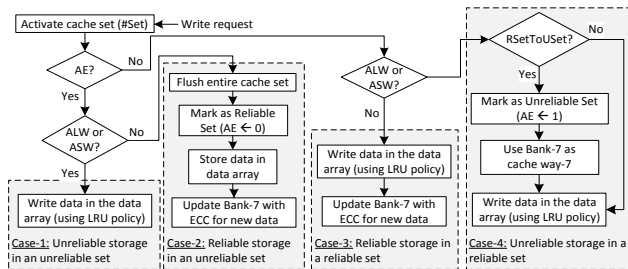 Activate cache set (#Set)
Write request
AE?
No
Yes
ALW or
ASW?
No
Yes
Write data in the data
array (using LRU policy)
Case-1: Unreliable storage
in an unreliable set
Flush entire cache set
Mark as Reliable
Set (AE ← 0)
Store data in
data array
Update Bank-7 with
ECC for new data
Case-2: Reliable storage
in an unreliable set
ALW or
ASW?
No
Write data in the data
array (using LRU policy)
Update Bank-7 with
ECC for new data
Case-3: Reliable storage in
a reliable set
RSetToUSet?
No
Yes
Mark as Unreliable Set
(AE ← 1)
Use Bank-7 as
cache way-7
Write data in the data
array (using LRU policy)
Case-4: Unreliable storage in a
reliable set